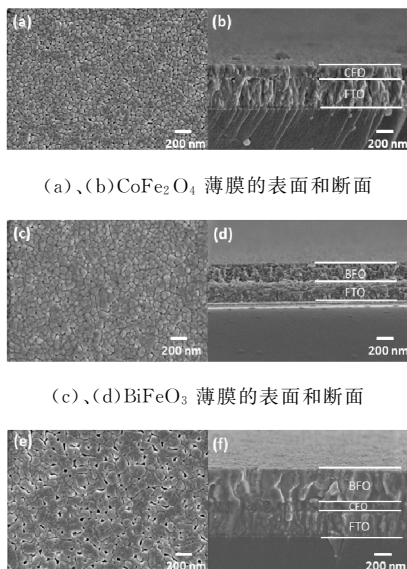 (a)
200 nm
(b)
CFO
FTO
200 nm
(a)、(b)CoFe₂O₄ 薄膜的表面和断面
(c)
200 nm
(d)
BFO
FTO
200 nm
(c)、(d)BiFeO₃ 薄膜的表面和断面
(e)
200 nm
(f)
BFO
CFO
FTO
200 nm